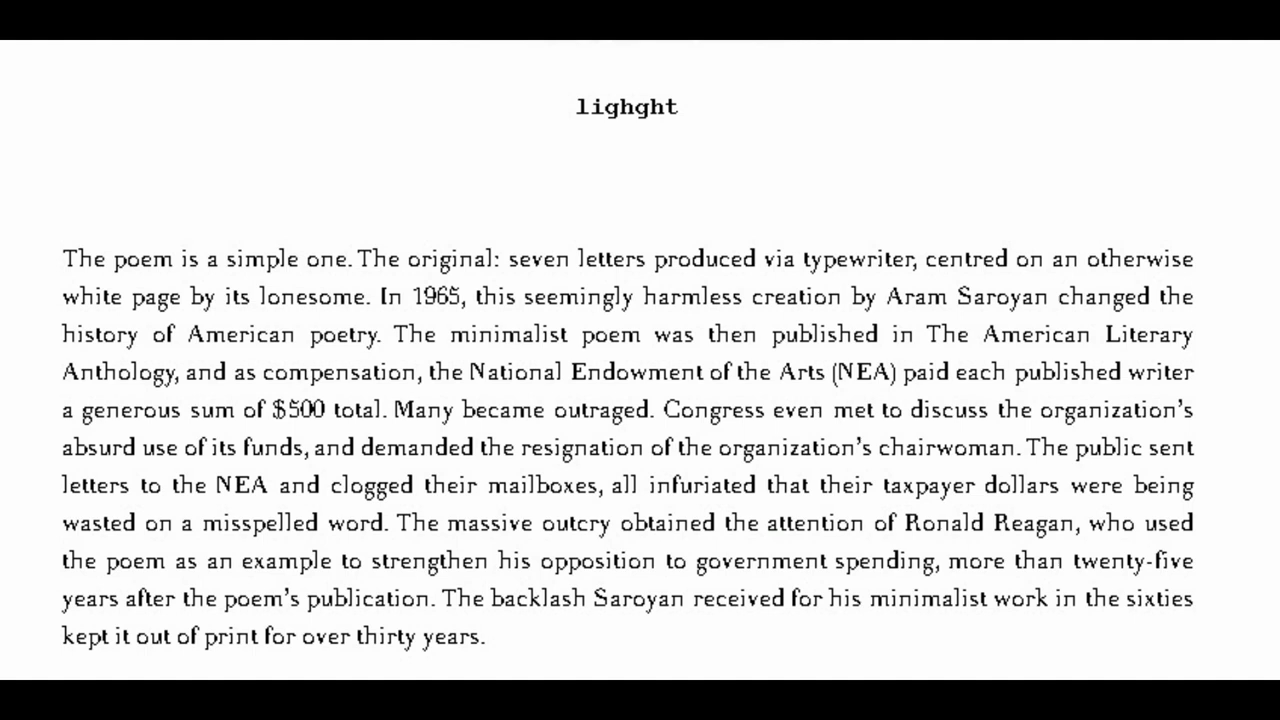 lighght
The poem is a simple one. The original: seven letters produced via typewriter, centred on an otherwise
white page by its lonesome. In 1965, this seemingly harmless creation by Aram Saroyan changed the
history of American poetry. The minimalist poem was then published in The American Literary
Anthology, and as compensation, the National Endowment of the Arts (NEA) paid each published writer
a generous sum of $500 total. Many became outraged. Congress even met to discuss the organization's
absurd use of its funds, and demanded the resignation of the organization's chairwoman. The public sent
letters to the NEA and clogged their mailboxes, all infuriated that their taxpayer dollars were being
wasted on a misspelled word. The massive outcry obtained the attention of Ronald Reagan, who used
the poem as an example to strengthen his opposition to government spending, more than twenty-five
years after the poem's publication. The backlash Saroyan received for his minimalist work in the sixties
kept it out of print for over thirty years.